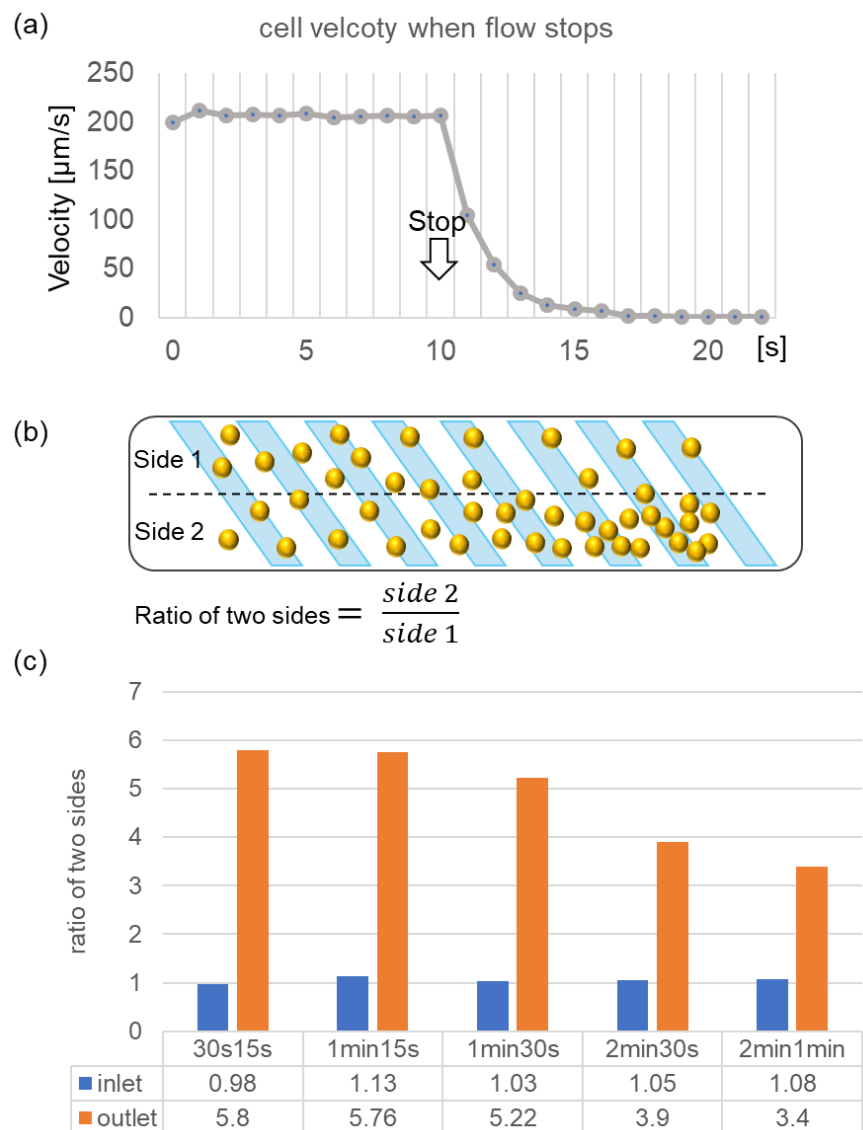 (a)
cell velcoty when flow stops
Velocity [µm/s]
250
200
150
100
50
0
Stop
0 5 10 15 20 [s]
(b)
Side 1
Side 2
Ratio of two sides = side 2 / side 1
(c)
ratio of two sides
7
6
5
4
3
2
1
0
30s15s 1min15s 1min30s 2min30s 2min1min
inlet 0.98 1.13 1.03 1.05 1.08
outlet 5.8 5.76 5.22 3.9 3.4